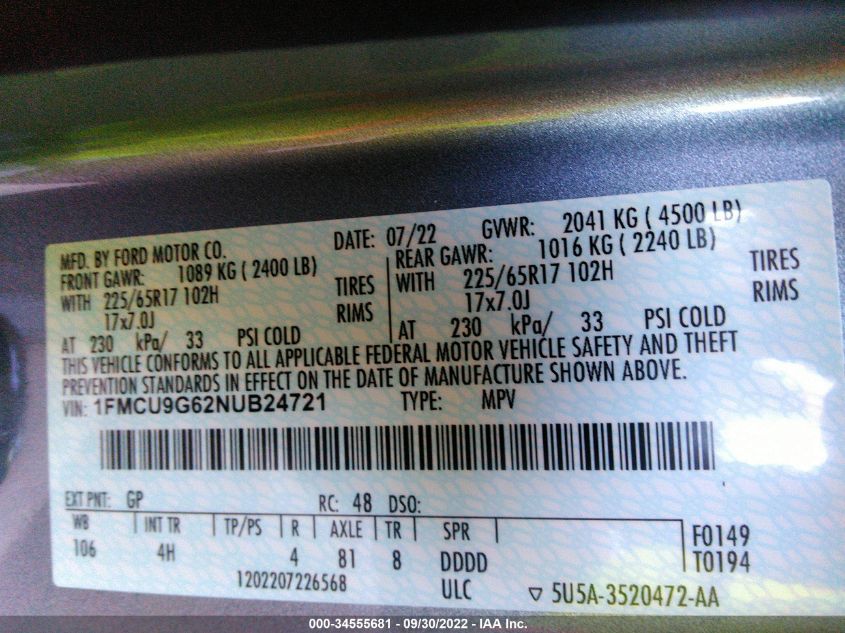 MFD. BY FORD MOTOR CO. DATE: 07/22 GVWR: 2041 KG ( 4500 LB)
FRONT GAWR: 1089 KG ( 2400 LB) REAR GAWR: 1016 KG ( 2240 LB)
WITH 225/65R17 102H TIRES WITH 225/65R17 102H TIRES
17x7.0J RIMS 17x7.0J RIMS
AT 230 kPa/ 33 PSI COLD AT 230 kPa/ 33 PSI COLD
THIS VEHICLE CONFORMS TO ALL APPLICABLE FEDERAL MOTOR VEHICLE SAFETY AND THEFT
PREVENTION STANDARDS IN EFFECT ON THE DATE OF MANUFACTURE SHOWN ABOVE.
VIN: 1FMCU9G62NUB24721 TYPE: MPV
EXT PNT: GP RC: 48 DSO:
WB INT TR TP/PS R AXLE TR SPR F0149
106 4H 4 81 8 DDDD T0194
1202207226568 ULC ▽ 5U5A-3520472-AA
000-34555681 - 09/30/2022 - IAA Inc.